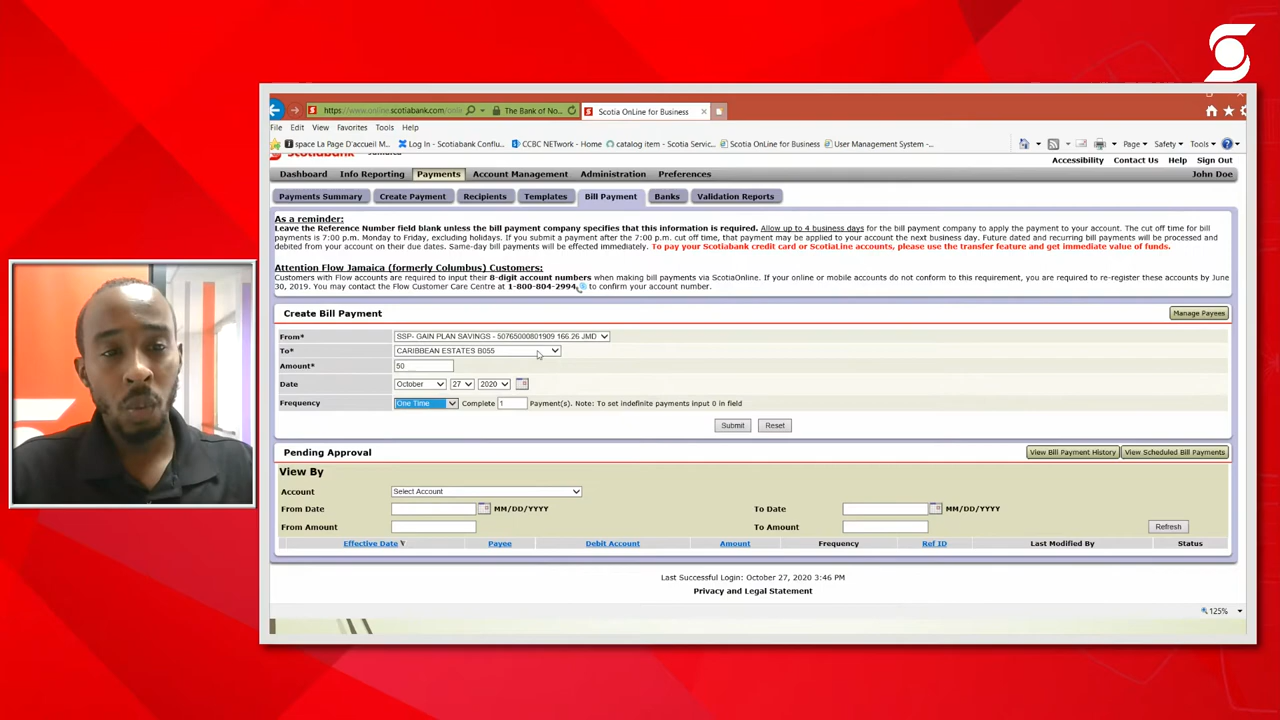 https://www.online.scotiabank.com/onli
The Bank of No...
Scotia OnLine for Business
File Edit View Favorites Tools Help
space La Page D'accueil M...
Log In - Scotiabank Conflu...
CCBC NETwork - Home
catalog item - Scotia Servic...
Scotia OnLine for Business
User Management System -...
Page Safety Tools
Scotiabank Jamaica
Accessibility Contact Us Help Sign Out
Dashboard Info Reporting Payments Account Management Administration Preferences
John Doe
Payments Summary Create Payment Recipients Templates Bill Payment Banks Validation Reports
As a reminder:
Leave the Reference Number field blank unless the bill payment company specifies that this information is required. Allow up to 4 business days for the bill payment company to apply the payment to your account. The cut off time for bill
payments is 7:00 p.m. Monday to Friday, excluding holidays. If you submit a payment after the 7:00 p.m. cut off time, that payment may be applied to your account the next business day. Future dated and recurring bill payments will be processed and
debited from your account on their due dates. Same-day bill payments will be effected immediately. To pay your Scotiabank credit card or ScotiaLine accounts, please use the transfer feature and get immediate value of funds.
Attention Flow Jamaica (formerly Columbus) Customers:
Customers with Flow accounts are required to input their 8-digit account numbers when making bill payments via ScotiaOnline. If your online or mobile accounts do not conform to this requirement, you are required to re-register these accounts by June
30, 2019. You may contact the Flow Customer Care Centre at 1-800-804-2994 to confirm your account number.
Create Bill Payment
Manage Payees
From* SSP- GAIN PLAN SAVINGS - 50765000801909 166.26 JMD
To* CARIBBEAN ESTATES B055
Amount* 50
Date October 27 2020
Frequency One Time Complete 1 Payment(s). Note: To set indefinite payments input 0 in field
Submit Reset
Pending Approval
View Bill Payment History View Scheduled Bill Payments
View By
Account Select Account
From Date MM/DD/YYYY To Date MM/DD/YYYY
From Amount To Amount Refresh
Effective Date Payee Debit Account Amount Frequency Ref ID Last Modified By Status
Last Successful Login: October 27, 2020 3:46 PM
Privacy and Legal Statement
125%